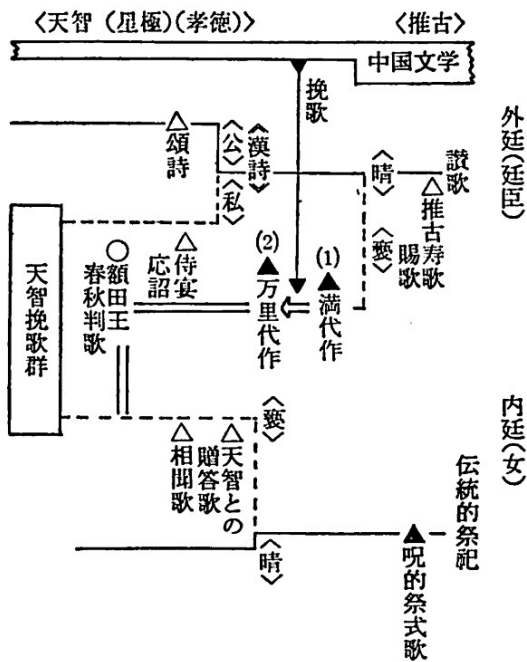 〈天智（星極）（孝徳）　〈推古〉
中国文学
挽歌
外廷（廷臣）
讃歌
△推古寿歌
賜歌
〈晴〉
〈褻〉
《漢詩》
〈公〉
〈私〉
△頌詩
(1)
▲満代作
(2)
▲万里代作
△侍宴
応詔
○額田王
春秋判歌
天智挽歌群
内廷（女）
伝統的祭祀
▲呪的祭式歌
〈褻〉
〈晴〉
△天智との
贈答歌
△相聞歌